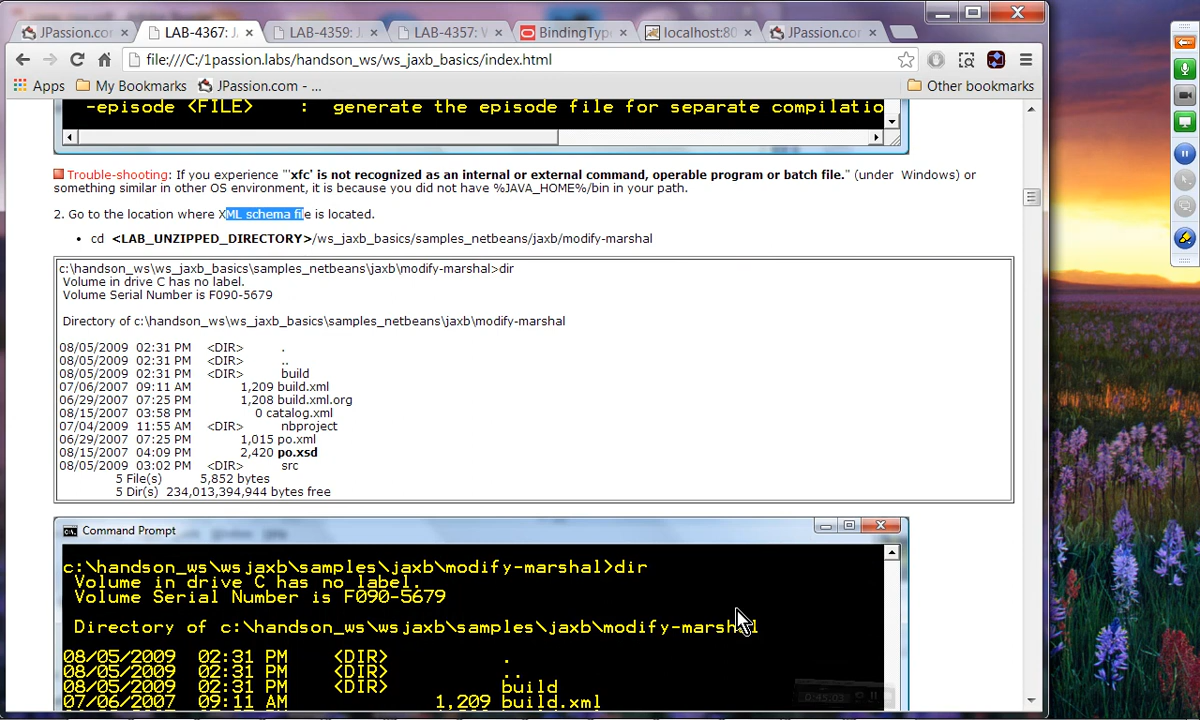 JPassion.cor
LAB-4367: J
LAB-4359: J
LAB-4357: W
BindingType
localhost:80
JPassion.cor
file:///C:/1passion.labs/handson_ws/ws_jaxb_basics/index.html
Apps My Bookmarks JPassion.com - ... Other bookmarks
-episode <FILE> : generate the episode file for separate compilatio
Trouble-shooting: If you experience "'xfc' is not recognized as an internal or external command, operable program or batch file." (under Windows) or
something similar in other OS environment, it is because you did not have %JAVA_HOME%/bin in your path.
2. Go to the location where XML schema file is located.
• cd <LAB_UNZIPPED_DIRECTORY>/ws_jaxb_basics/samples_netbeans/jaxb/modify-marshal
c:\handson_ws\ws_jaxb_basics\samples_netbeans\jaxb\modify-marshal>dir
Volume in drive C has no label.
Volume Serial Number is F090-5679
Directory of c:\handson_ws\ws_jaxb_basics\samples_netbeans\jaxb\modify-marshal
08/05/2009 02:31 PM <DIR> .
08/05/2009 02:31 PM <DIR> ..
08/05/2009 02:31 PM <DIR> build
07/06/2007 09:11 AM 1,209 build.xml
06/29/2007 07:25 PM 1,208 build.xml.org
08/15/2007 03:58 PM 0 catalog.xml
07/04/2009 11:55 AM <DIR> nbproject
06/29/2007 07:25 PM 1,015 po.xml
08/15/2007 04:09 PM 2,420 po.xsd
08/05/2009 03:02 PM <DIR> src
5 File(s) 5,852 bytes
5 Dir(s) 234,013,394,944 bytes free
Command Prompt
c:\handson_ws\wsjaxb\samples\jaxb\modify-marshal>dir
Volume in drive C has no label.
Volume Serial Number is F090-5679
Directory of c:\handson_ws\wsjaxb\samples\jaxb\modify-marshal
08/05/2009 02:31 PM <DIR> .
08/05/2009 02:31 PM <DIR> ..
08/05/2009 02:31 PM <DIR> build
07/06/2007 09:11 AM 1,209 build.xml